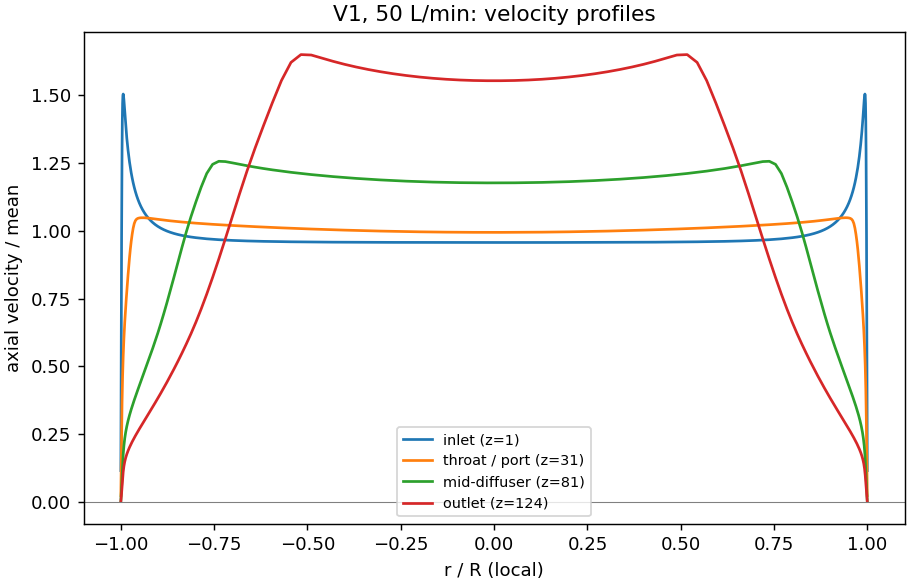 V1, 50 L/min: velocity profiles
axial velocity / mean
1.50
1.25
1.00
0.75
0.50
0.25
0.00
inlet (z=1)
throat / port (z=31)
mid-diffuser (z=81)
outlet (z=124)
−1.00 −0.75 −0.50 −0.25 0.00 0.25 0.50 0.75 1.00
r / R (local)